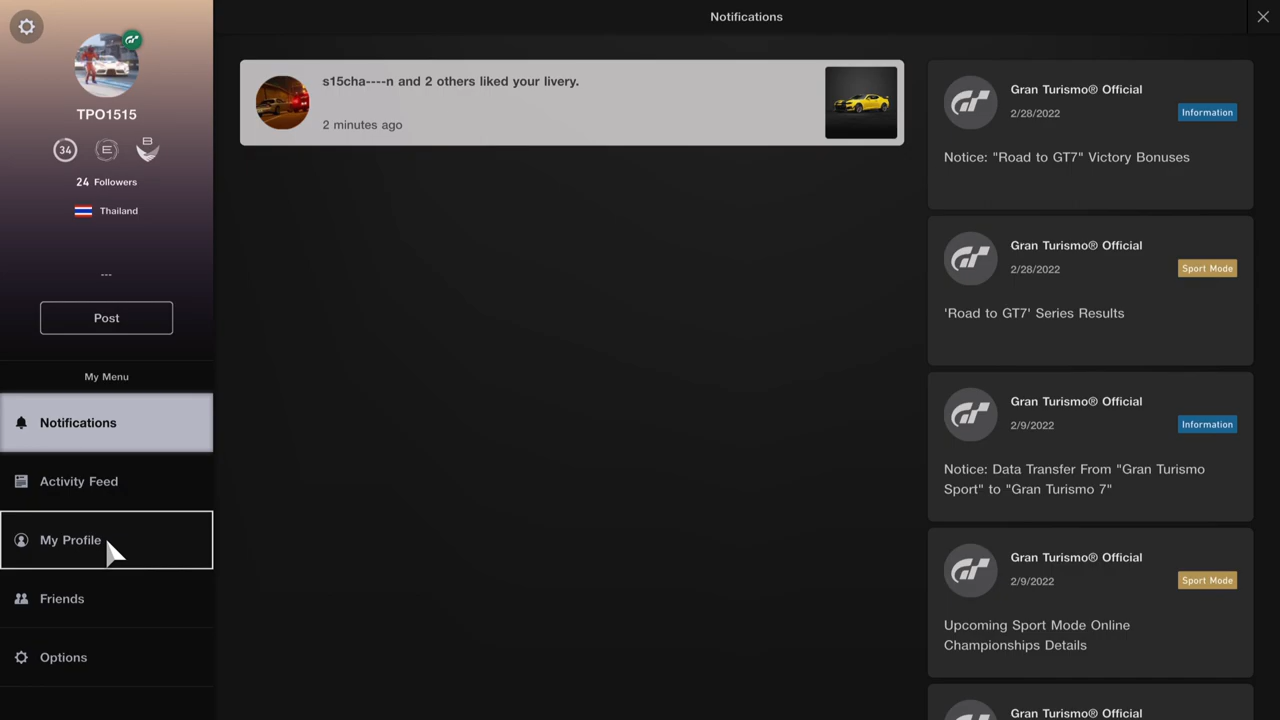 Notifications
TPO1515
34
E
B
24 Followers
Thailand
---
Post
My Menu
Notifications
Activity Feed
My Profile
Friends
Options
s15cha----n and 2 others liked your livery.
2 minutes ago
Gran Turismo® Official
2/28/2022
Information
Notice: "Road to GT7" Victory Bonuses
Gran Turismo® Official
2/28/2022
Sport Mode
'Road to GT7' Series Results
Gran Turismo® Official
2/9/2022
Information
Notice: Data Transfer From "Gran Turismo
Sport" to "Gran Turismo 7"
Gran Turismo® Official
2/9/2022
Sport Mode
Upcoming Sport Mode Online
Championships Details
Gran Turismo® Official